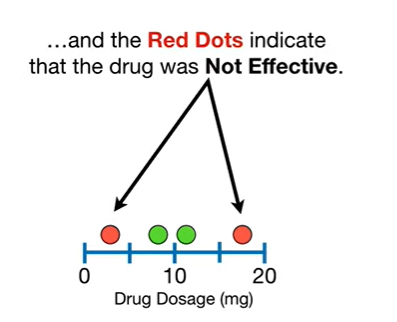 ...and the Red Dots indicate
that the drug was Not Effective.
0 10 20
Drug Dosage (mg)